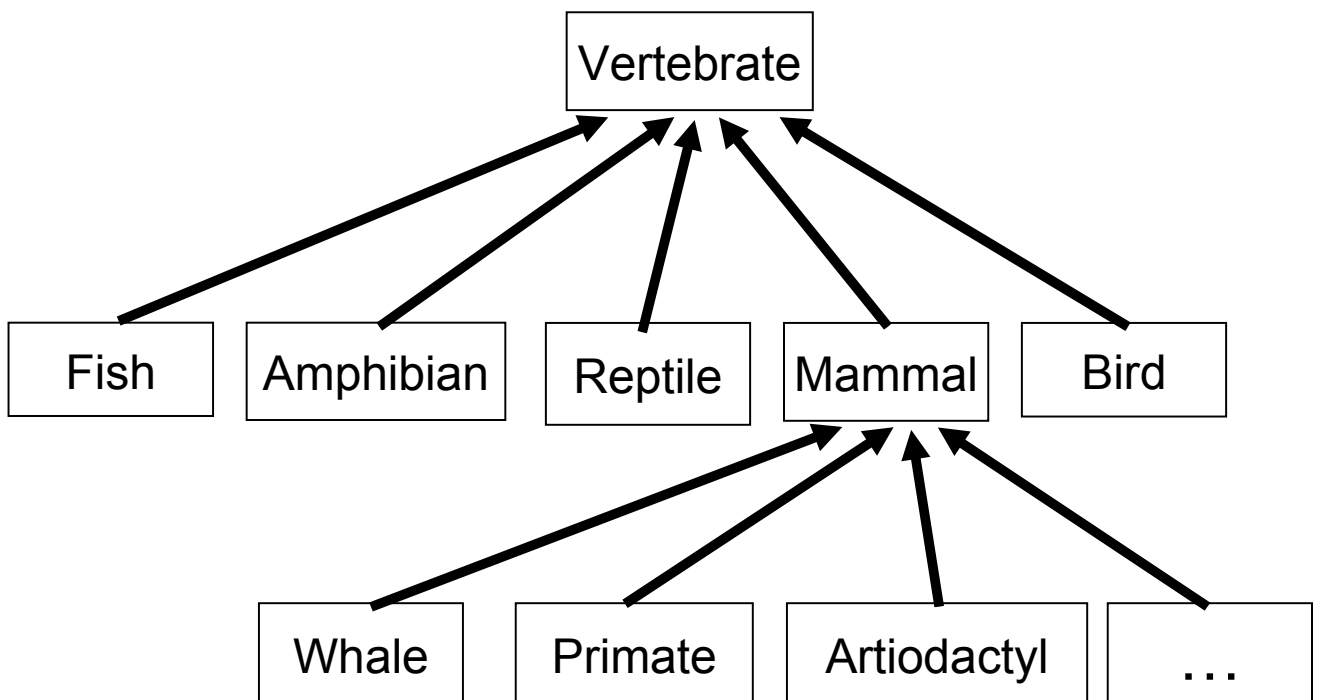 Vertebrate
Fish
Amphibian
Reptile
Mammal
Bird
Whale
Primate
Artiodactyl
...